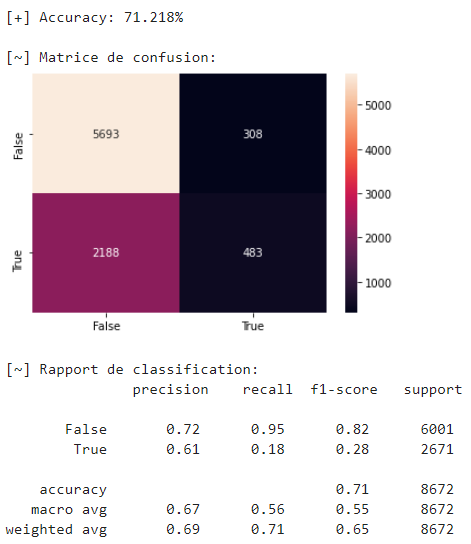 [+] Accuracy: 71.218%
[~] Matrice de confusion:
5693 308
2188 483
False
True
False True
5000
4000
3000
2000
1000
[~] Rapport de classification:
precision recall f1-score support
False 0.72 0.95 0.82 6001
True 0.61 0.18 0.28 2671
accuracy 0.71 8672
macro avg 0.67 0.56 0.55 8672
weighted avg 0.69 0.71 0.65 8672